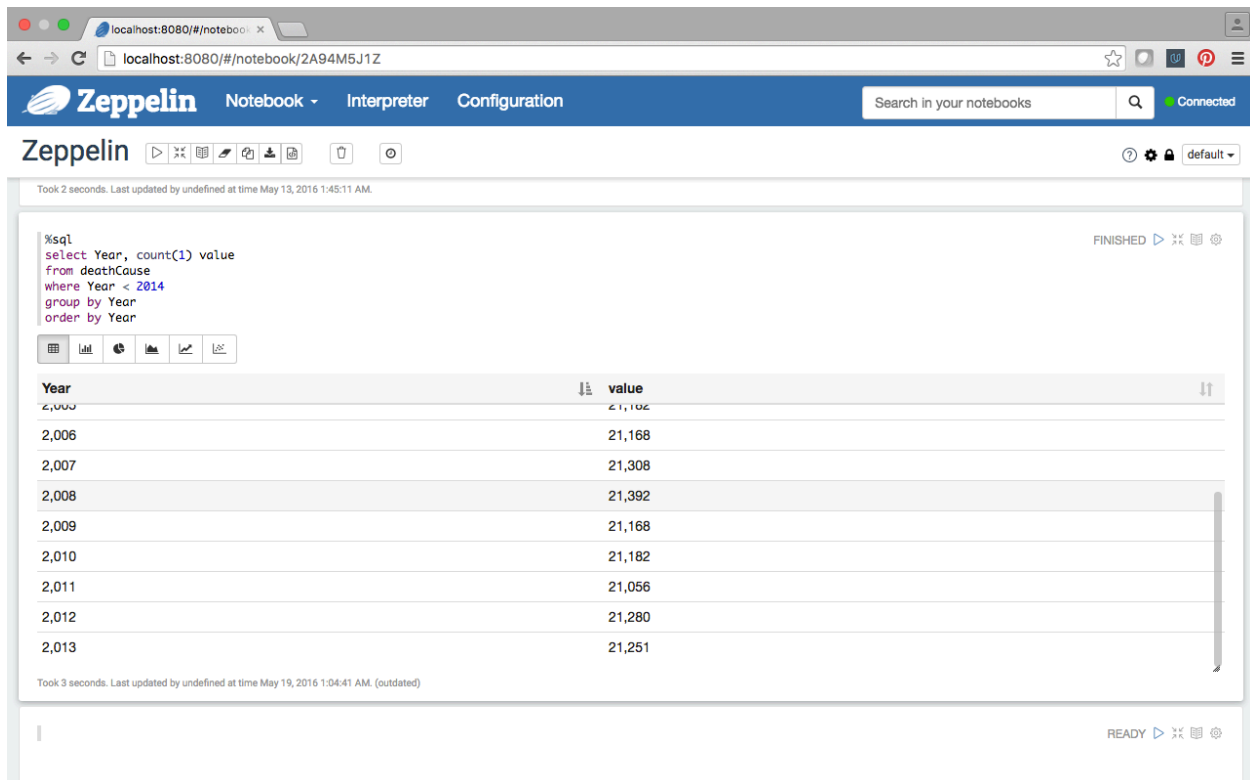 localhost:8080/#/noteboo
localhost:8080/#/notebook/2A94M5J1Z
Zeppelin Notebook Interpreter Configuration Search in your notebooks Connected
Zeppelin default
Took 2 seconds. Last updated by undefined at time May 13, 2016 1:45:11 AM.
%sql FINISHED
select Year, count(1) value
from deathCause
where Year < 2014
group by Year
order by Year
Year value
2,005 21,182
2,006 21,168
2,007 21,308
2,008 21,392
2,009 21,168
2,010 21,182
2,011 21,056
2,012 21,280
2,013 21,251
Took 3 seconds. Last updated by undefined at time May 19, 2016 1:04:41 AM. (outdated)
READY